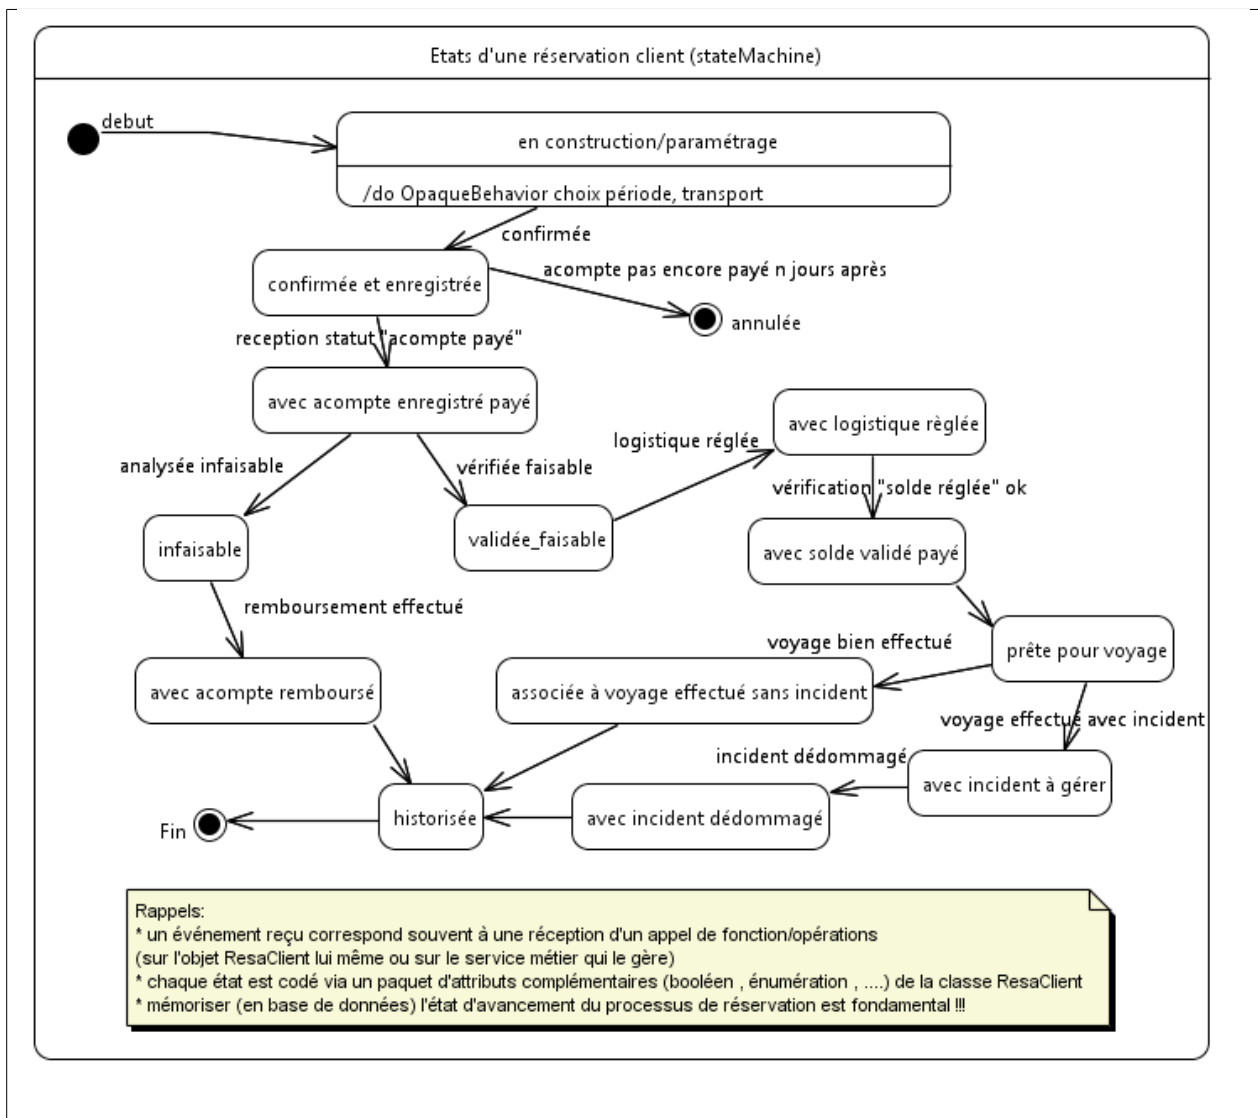 Etats d'une réservation client (stateMachine)
debut
en construction/paramétrage
/do OpaqueBehavior choix période, transport
confirmée
confirmée et enregistrée
acompte pas encore payé n jours après
annulée
reception statut "acompte payé"
avec acompte enregistré payé
avec logistique règlée
logistique réglée
analysée infaisable
vérifiée faisable
vérification "solde réglée" ok
infaisable
validée_faisable
avec solde validé payé
remboursement effectué
voyage bien effectué
prête pour voyage
avec acompte remboursé
associée à voyage effectué sans incident
voyage effectué avec incident
incident dédommagé
avec incident à gérer
historisée
avec incident dédommagé
Fin
Rappels:
* un événement reçu correspond souvent à une réception d'un appel de fonction/opérations
(sur l'objet ResaClient lui même ou sur le service métier qui le gère)
* chaque état est codé via un paquet d'attributs complémentaires (booléen , énumération , ....) de la classe ResaClient
* mémoriser (en base de données) l'état d'avancement du processus de réservation est fondamental !!!